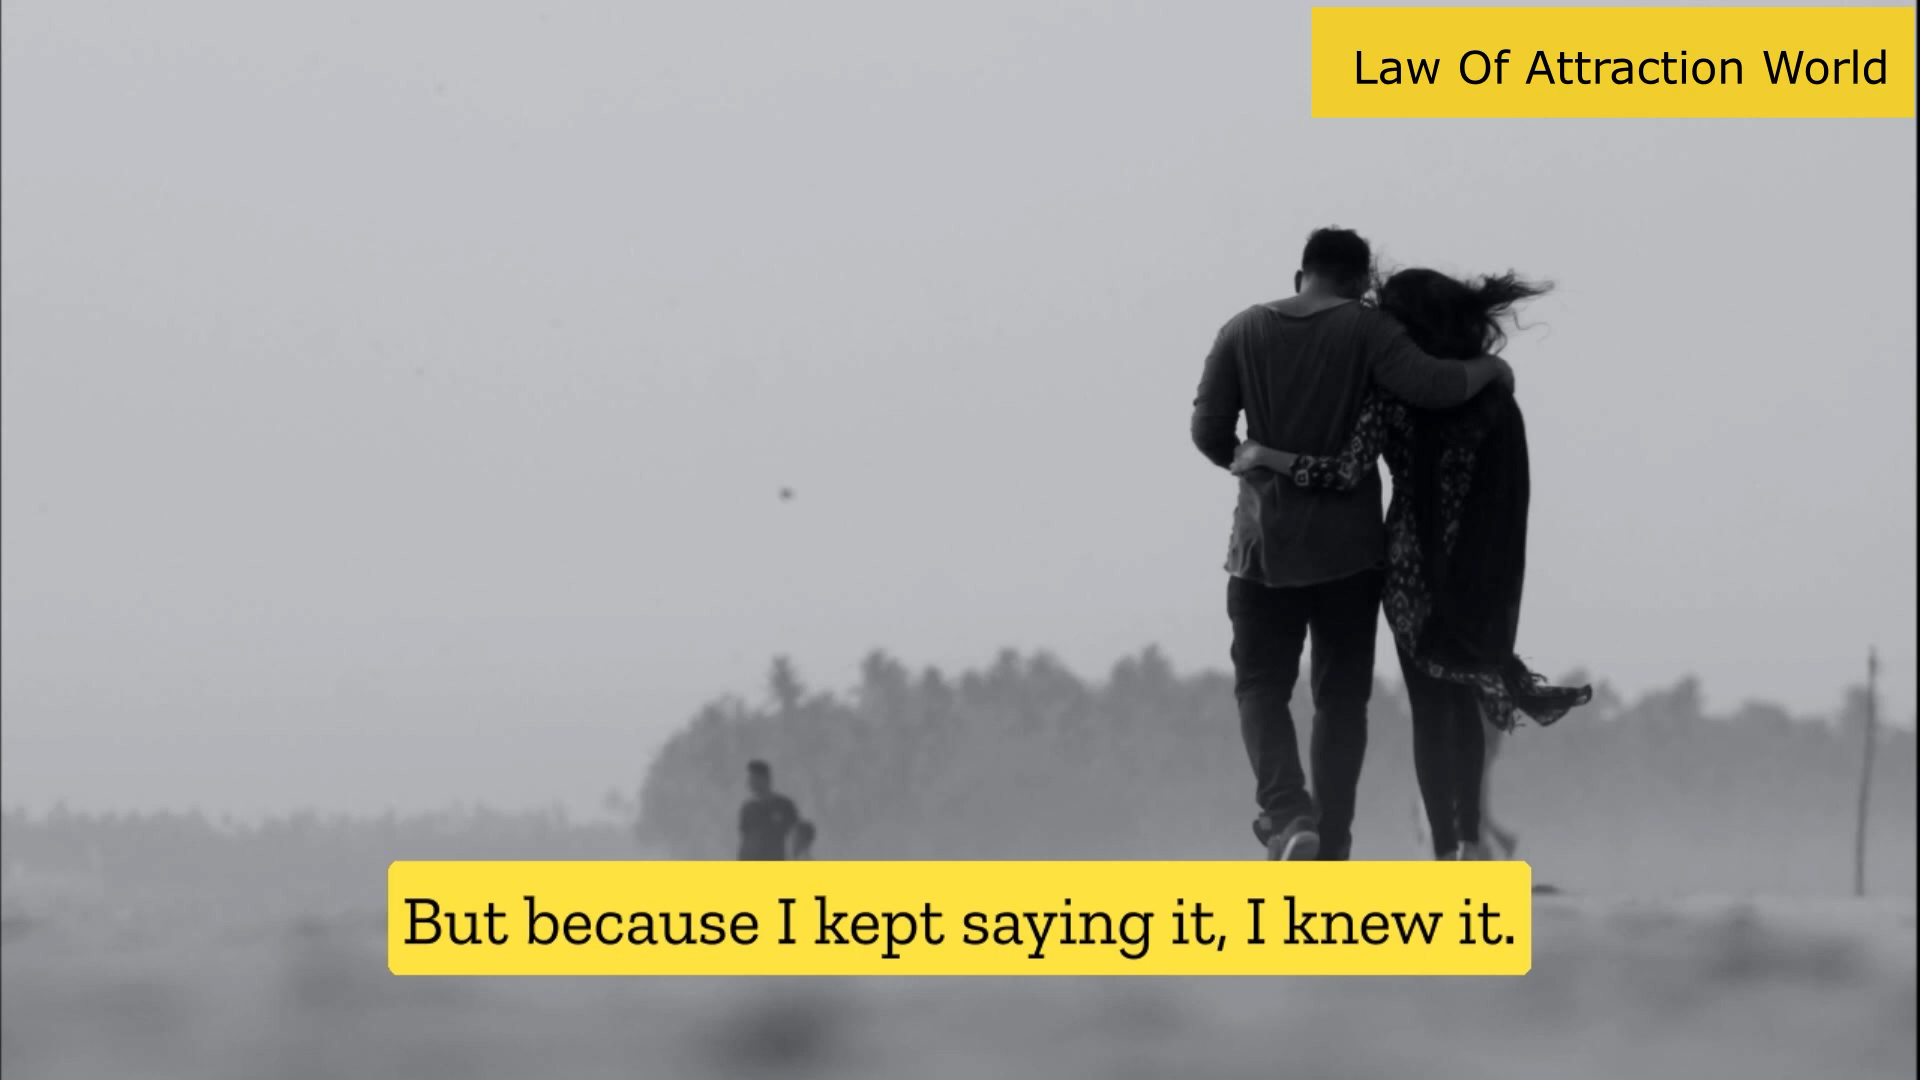 Law Of Attraction World
But because I kept saying it, I knew it.